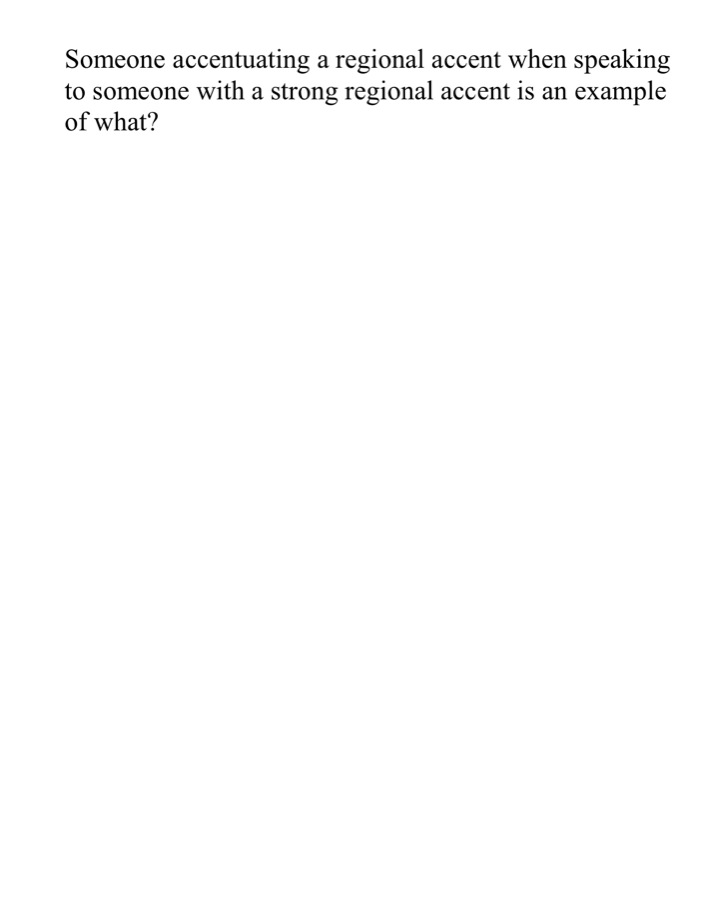 Someone accentuating a regional accent when speaking
to someone with a strong regional accent is an example
of what?